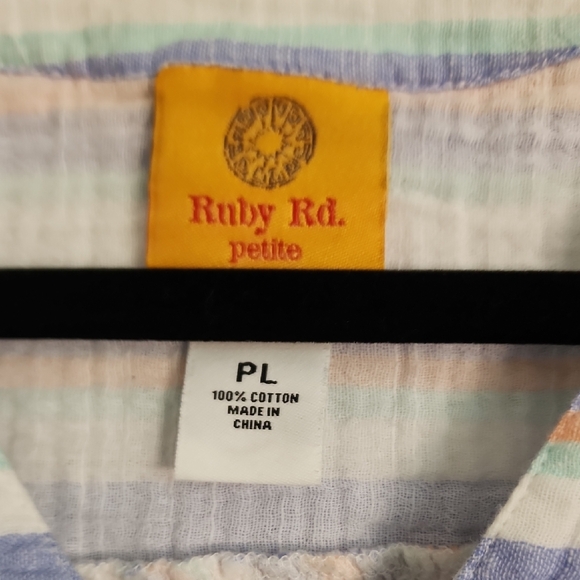 Ruby Rd.
petite
PL
100% COTTON
MADE IN
CHINA